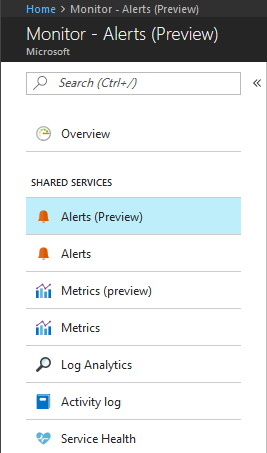 Home > Monitor - Alerts (Preview)
Monitor - Alerts (Preview)
Microsoft
Search (Ctrl+/)
Overview
SHARED SERVICES
Alerts (Preview)
Alerts
Metrics (preview)
Metrics
Log Analytics
Activity log
Service Health